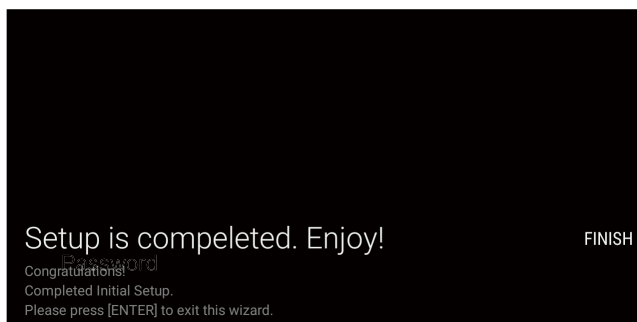 Setup is compeleted. Enjoy!
FINISH
Password
Congratulations!
Completed Initial Setup.
Please press [ENTER] to exit this wizard.